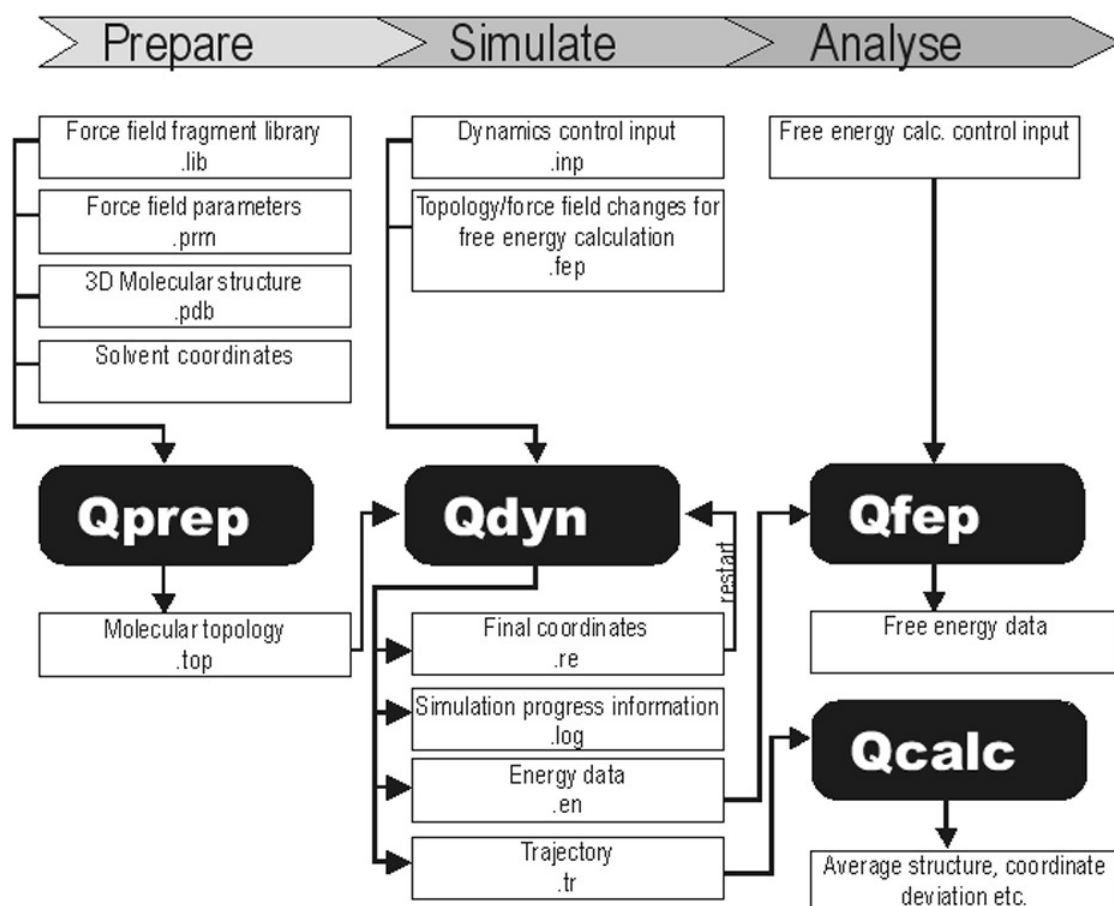 Prepare
Simulate
Analyse
Force field fragment library
.lib
Force field parameters
.prm
3D Molecular structure
.pdb
Solvent coordinates
Dynamics control input
.inp
Topology/force field changes for
free energy calculation
.fep
Free energy calc. control input
Qprep
Qdyn
Qfep
restart
Molecular topology
.top
Final coordinates
.re
Simulation progress information
.log
Energy data
.en
Trajectory
.tr
Free energy data
Qcalc
Average structure, coordinate
deviation etc.